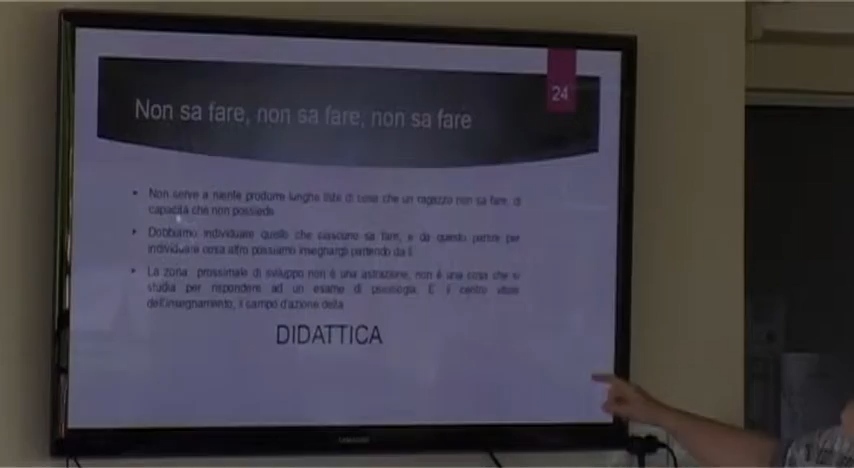 24
Non sa fare, non sa fare, non sa fare
• Non serve a niente produrre lunghe liste di cose che un ragazzo non sa fare, di
capacità che non possiede.
• Dobbiamo individuare quello che ciascuno sa fare, e da questo partire per
individuare cosa altro possiamo insegnargli partendo da lì.
• La zona prossimale di sviluppo non è una astrazione, non è una cosa che si
studia per rispondere ad un esame di psicologia. E il centro vitale
dell'insegnamento, il campo d'azione della
DIDATTICA